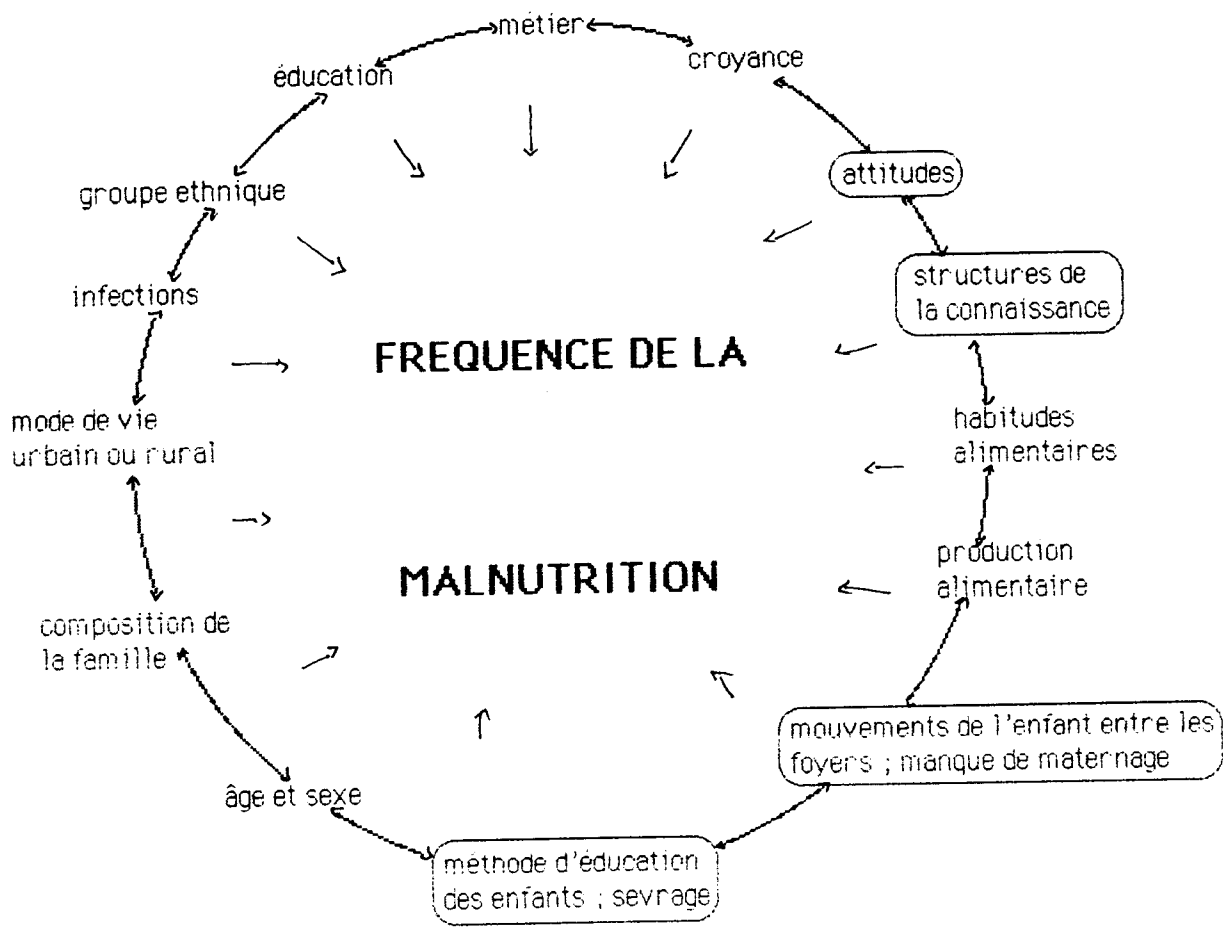 métier
croyance
éducation
attitudes
groupe ethnique
structures de
la connaissance
infections
FREQUENCE DE LA
mode de vie
urbain ou rural
habitudes
alimentaires
MALNUTRITION
production
alimentaire
composition de
la famille
mouvements de l'enfant entre les
foyers ; manque de maternage
âge et sexe
méthode d'éducation
des enfants ; sevrage